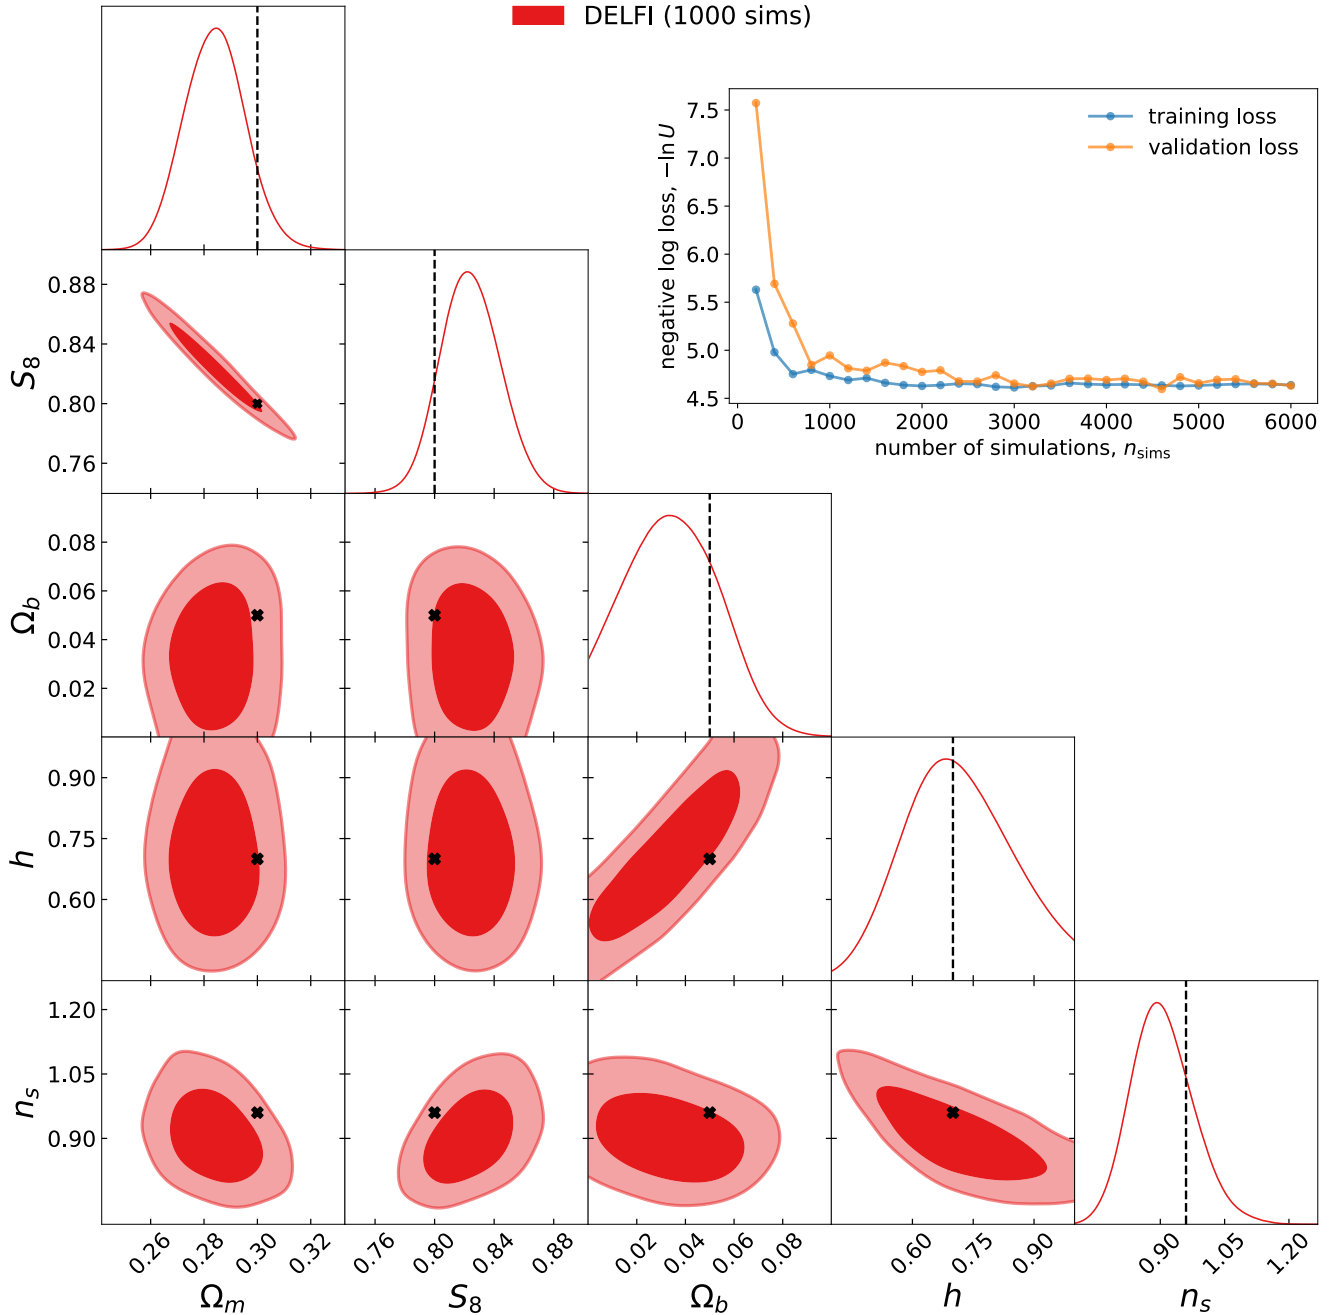 DELFI (1000 sims)
7.5
7.0
6.5
6.0
5.5
5.0
4.5
negative log loss, −ln U
training loss
validation loss
0 1000 2000 3000 4000 5000 6000
number of simulations, n_sims
0.88
0.84
0.80
0.76
S_8
0.08
0.06
0.04
0.02
Ω_b
0.90
0.75
0.60
h
1.20
1.05
0.90
n_s
0.26 0.28 0.30 0.32
0.76 0.80 0.84 0.88
0.02 0.04 0.06 0.08
0.60 0.75 0.90
0.90 1.05 1.20
Ω_m S_8 Ω_b h n_s